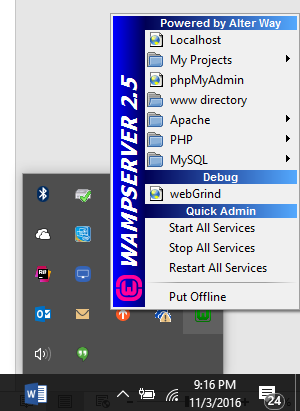 Powered by Alter Way
Localhost
My Projects
phpMyAdmin
www directory
Apache
PHP
MySQL
Debug
webGrind
Quick Admin
Start All Services
Stop All Services
Restart All Services
Put Offline
WAMPSERVER 2.5
9:16 PM
11/3/2016
24